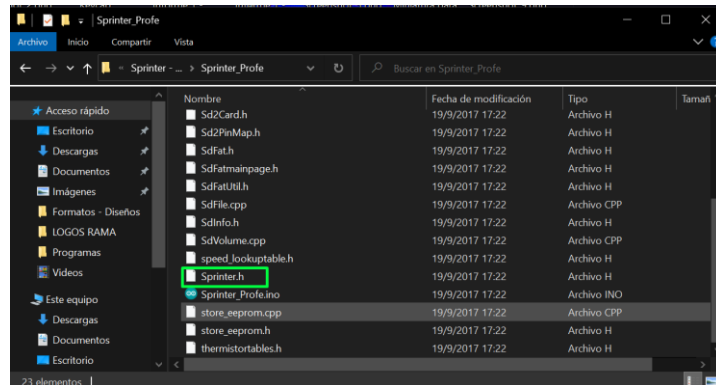 Sprinter_Profe
Archivo Inicio Compartir Vista
Sprinter - ... > Sprinter_Profe Buscar en Sprinter_Profe
Acceso rápido
Escritorio
Descargas
Documentos
Imágenes
Formatos - Diseños
LOGOS RAMA
Programas
Videos
Este equipo
Descargas
Documentos
Escritorio
Nombre Fecha de modificación Tipo Tamañ
Sd2Card.h 19/9/2017 17:22 Archivo H
Sd2PinMap.h 19/9/2017 17:22 Archivo H
SdFat.h 19/9/2017 17:22 Archivo H
SdFatmainpage.h 19/9/2017 17:22 Archivo H
SdFatUtil.h 19/9/2017 17:22 Archivo H
SdFile.cpp 19/9/2017 17:22 Archivo CPP
SdInfo.h 19/9/2017 17:22 Archivo H
SdVolume.cpp 19/9/2017 17:22 Archivo CPP
speed_lookuptable.h 19/9/2017 17:22 Archivo H
Sprinter.h 19/9/2017 17:22 Archivo H
Sprinter_Profe.ino 19/9/2017 17:22 Archivo INO
store_eeprom.cpp 19/9/2017 17:22 Archivo CPP
store_eeprom.h 19/9/2017 17:22 Archivo H
thermistortables.h 19/9/2017 17:22 Archivo H
23 elementos